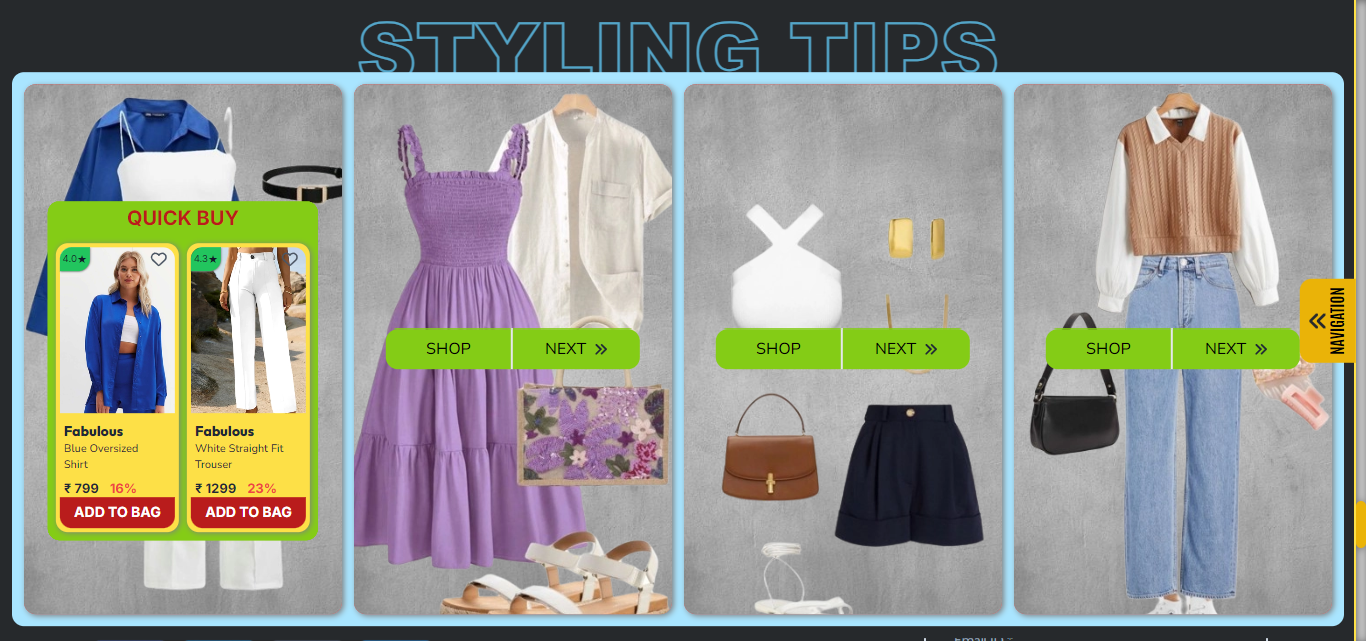 STYLING TIPS
QUICK BUY
4.0★
4.3★
Fabulous
Blue Oversized
Shirt
₹ 799 16%
ADD TO BAG
Fabulous
White Straight Fit
Trouser
₹ 1299 23%
ADD TO BAG
SHOP NEXT »
SHOP NEXT »
SHOP NEXT »
« NAVIGATION